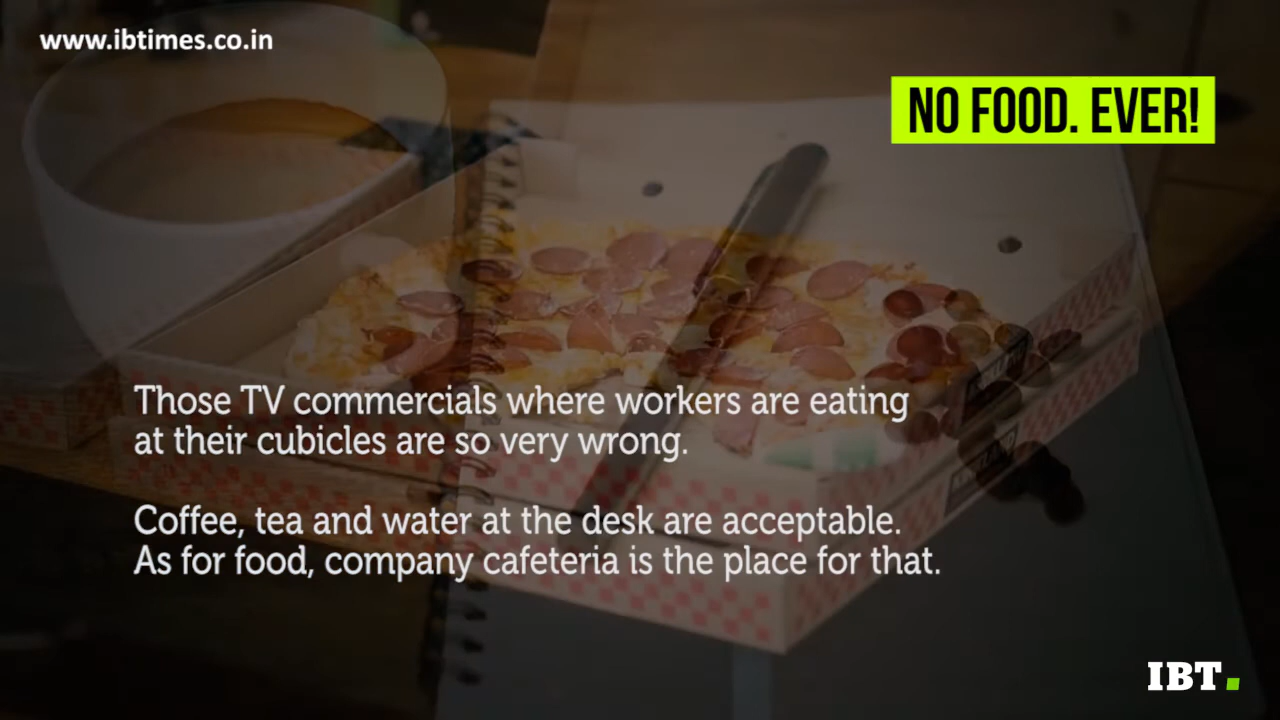 www.ibtimes.co.in
NO FOOD. EVER!
Those TV commercials where workers are eating
at their cubicles are so very wrong.
Coffee, tea and water at the desk are acceptable.
As for food, company cafeteria is the place for that.
IBT.